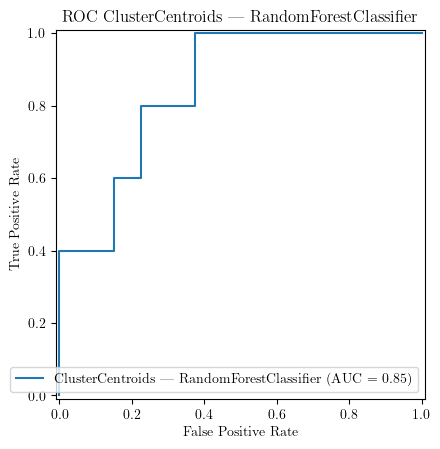 ROC ClusterCentroids — RandomForestClassifier
1.0
0.8
0.6
0.4
0.2
0.0
True Positive Rate
ClusterCentroids — RandomForestClassifier (AUC = 0.85)
0.0 0.2 0.4 0.6 0.8 1.0
False Positive Rate